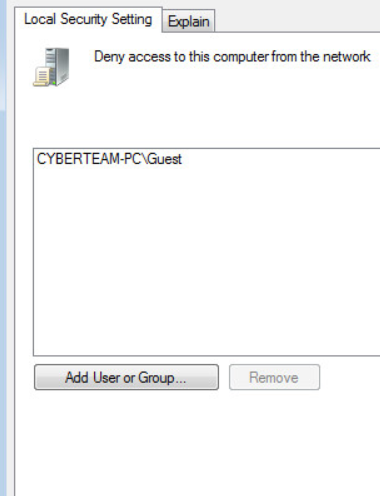 Local Security Setting Explain
Deny access to this computer from the network
CYBERTEAM-PC\Guest
Add User or Group... Remove